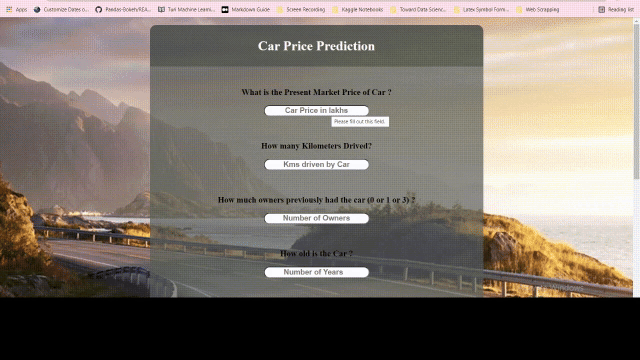 Apps
Customize Dates o...
Pandas-Bokeh/REA...
Twri Machine Learni...
Markdown Guide
Screen Recording
Kaggle Notebooks
Toward Data Scienc...
Latex Symbol Form...
Web Scrapping
Reading list
Car Price Prediction
What is the Present Market Price of Car ?
Car Price in lakhs
Please fill out this field.
How many Kilometers Drived?
Kms driven by Car
How much owners previously had the car (0 or 1 or 3) ?
Number of Owners
How old is the Car ?
Number of Years
Windows